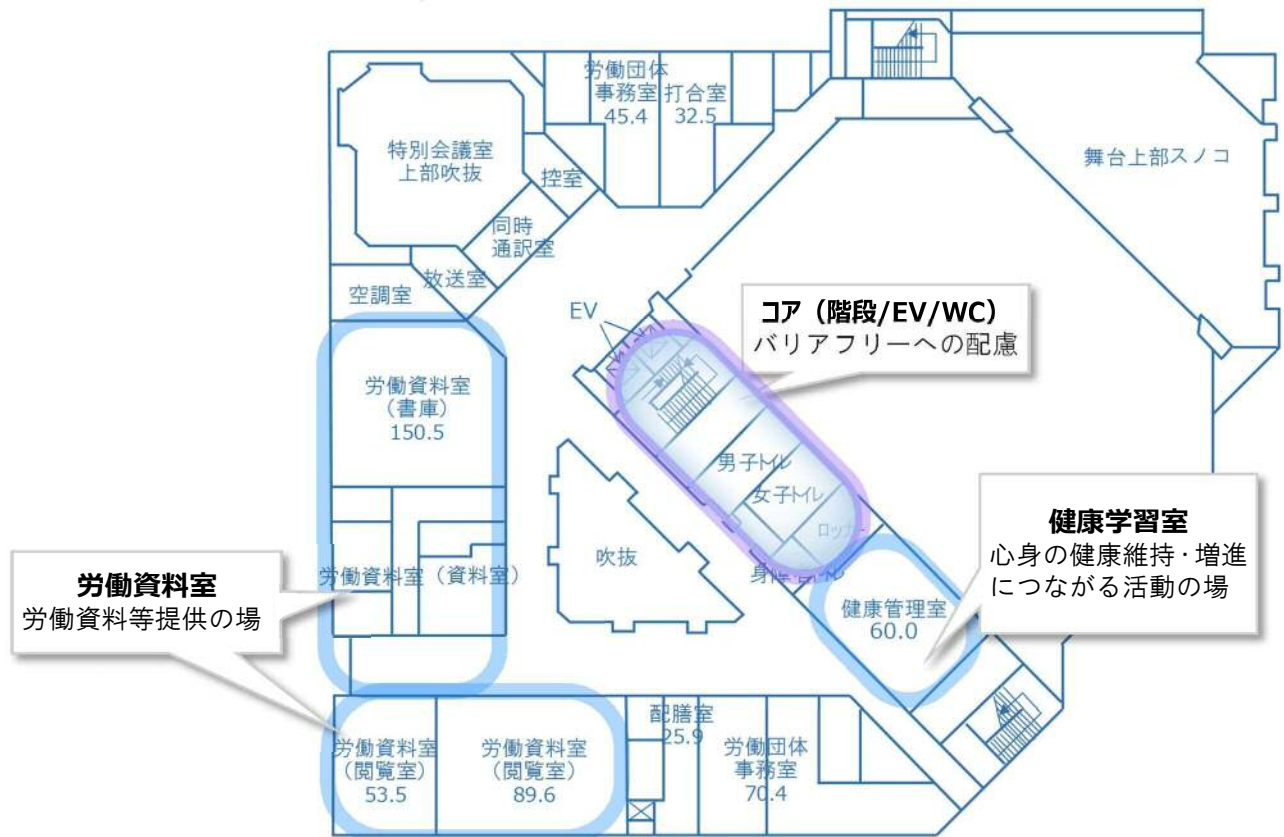 労働団体
事務室
45.4
打合室
32.5
特別会議室
上部吹抜
控室
同時
通訳室
放送室
空調室
舞台上部スノコ
EV
コア（階段/EV/WC）
バリアフリーへの配慮
労働資料室
（書庫）
150.5
男子トイレ
女子トイレ
ロッカー
健康学習室
心身の健康維持・増進
につながる活動の場
吹抜
労働資料室（資料室）
労働資料室
労働資料等提供の場
健康管理室
60.0
労働資料室
（閲覧室）
53.5
労働資料室
（閲覧室）
89.6
配膳室
25.9
労働団体
事務室
70.4